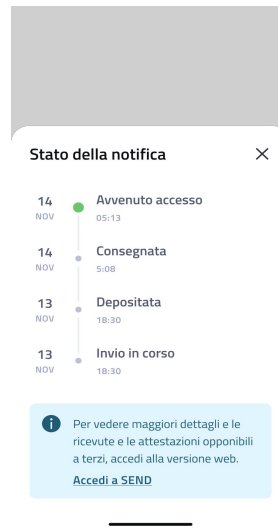 Stato della notifica
14 Avvenuto accesso
NOV 05:13
14 Consegnata
NOV 5:08
13 Depositata
NOV 18:30
13 Invio in corso
NOV 18:30
Per vedere maggiori dettagli e le
ricevute e le attestazioni opponibili
a terzi, accedi alla versione web.
Accedi a SEND